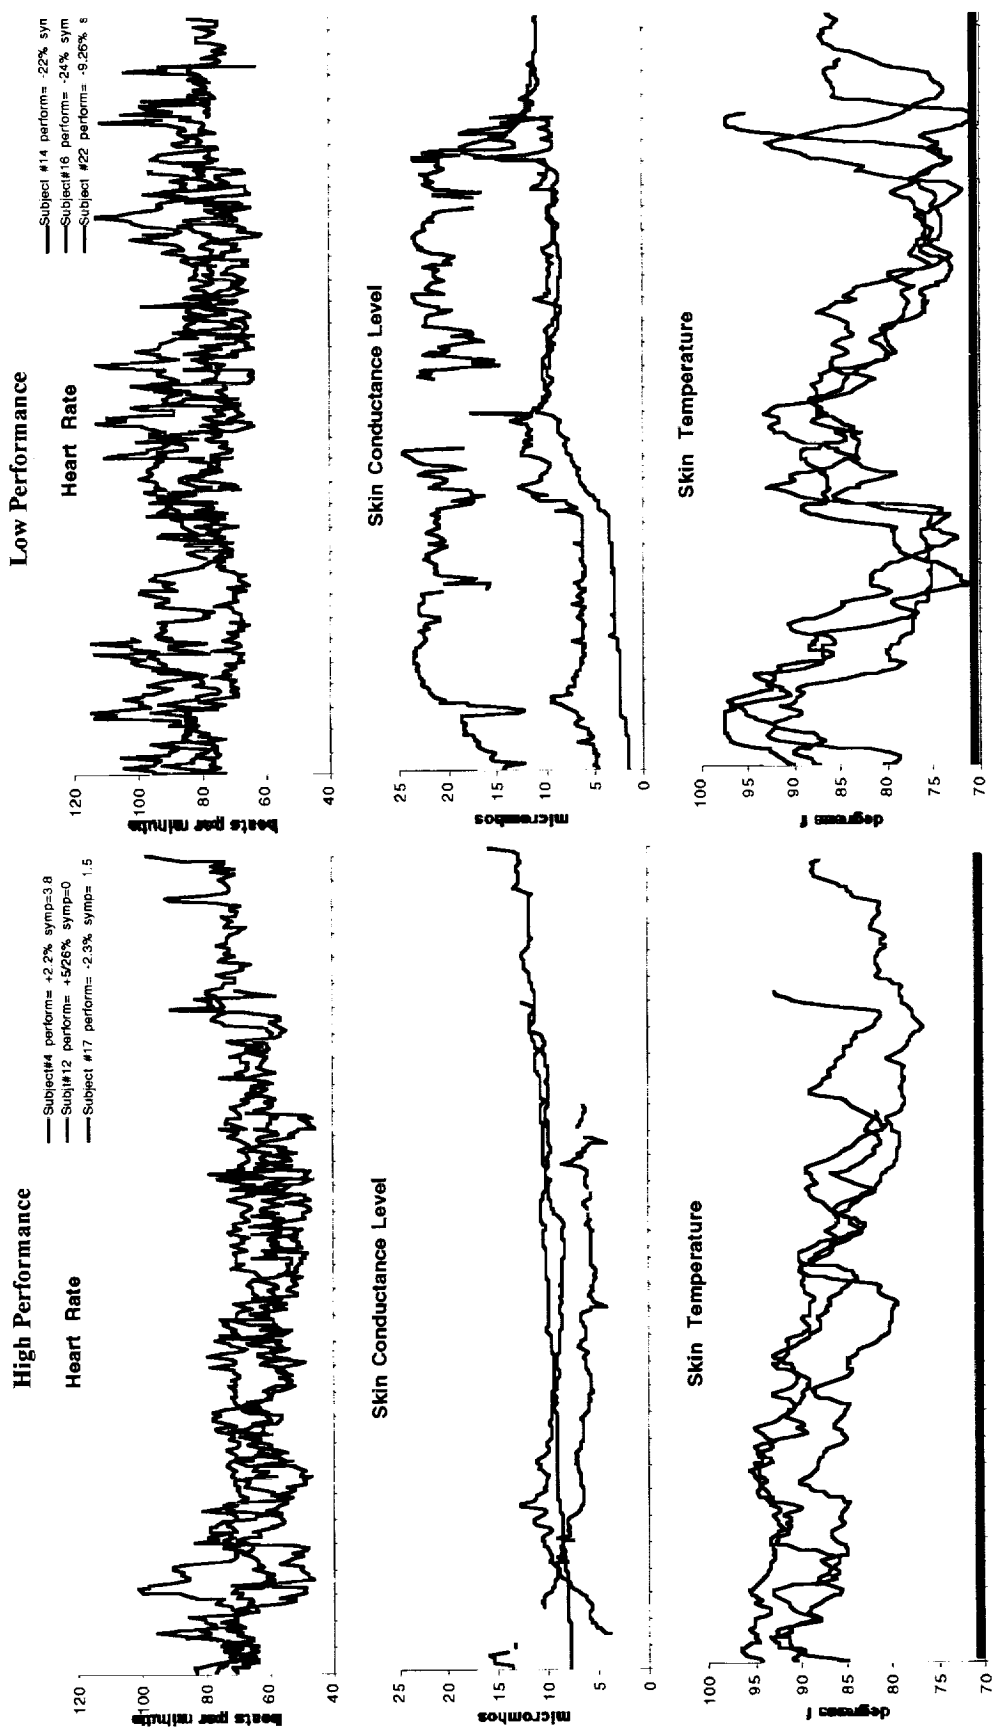 High Performance
Heart Rate
Subject#4 perform= +2.2% symp=3.8
Subjt#12 perform= +5/26% symp=0
Subject #17 perform= -2.3% symp= 1.5
120
100
80
60
40
beats per minute
Skin Conductance Level
25
20
15
10
5
0
micromhos
Skin Temperature
100
95
90
85
80
75
70
degrees f
Low Performance
Heart Rate
Subject #14 perform= -22% sym
Subject#16 perform= -24% sym
Subject #22 perform= -9.26% s
120
100
80
60
40
beats per minute
Skin Conductance Level
25
20
15
10
5
0
micromhos
Skin Temperature
100
95
90
85
80
75
70
degrees f